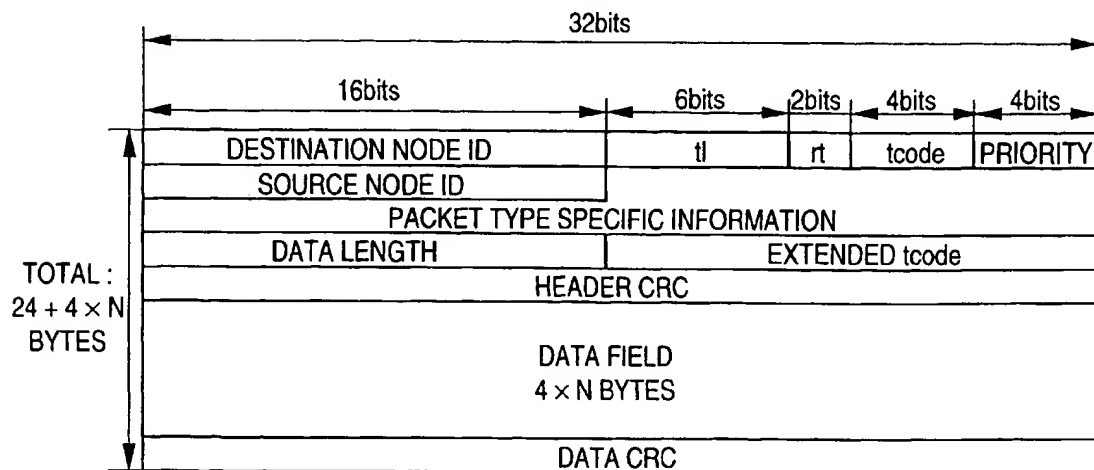 32bits
16bits 6bits 2bits 4bits 4bits
DESTINATION NODE ID tl rt tcode PRIORITY
SOURCE NODE ID
PACKET TYPE SPECIFIC INFORMATION
DATA LENGTH EXTENDED tcode
HEADER CRC
TOTAL :
24 + 4 × N
BYTES
DATA FIELD
4 × N BYTES
DATA CRC